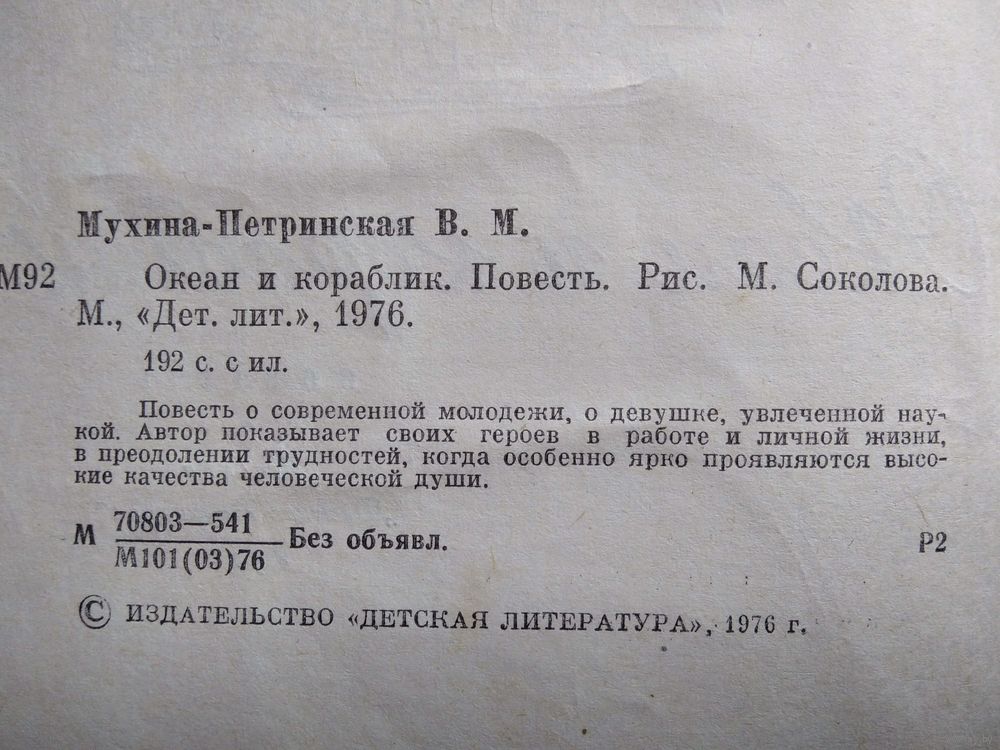 Мухина-Петринская В. М.
М92 Океан и кораблик. Повесть. Рис. М. Соколова.
М., «Дет. лит.», 1976.
192 с. с ил.
Повесть о современной молодежи, о девушке, увлеченной нау-
кой. Автор показывает своих героев в работе и личной жизни,
в преодолении трудностей, когда особенно ярко проявляются высо-
кие качества человеческой души.
70803—541
М Без объявл. Р2
М101(03)76
© ИЗДАТЕЛЬСТВО «ДЕТСКАЯ ЛИТЕРАТУРА», 1976 г.